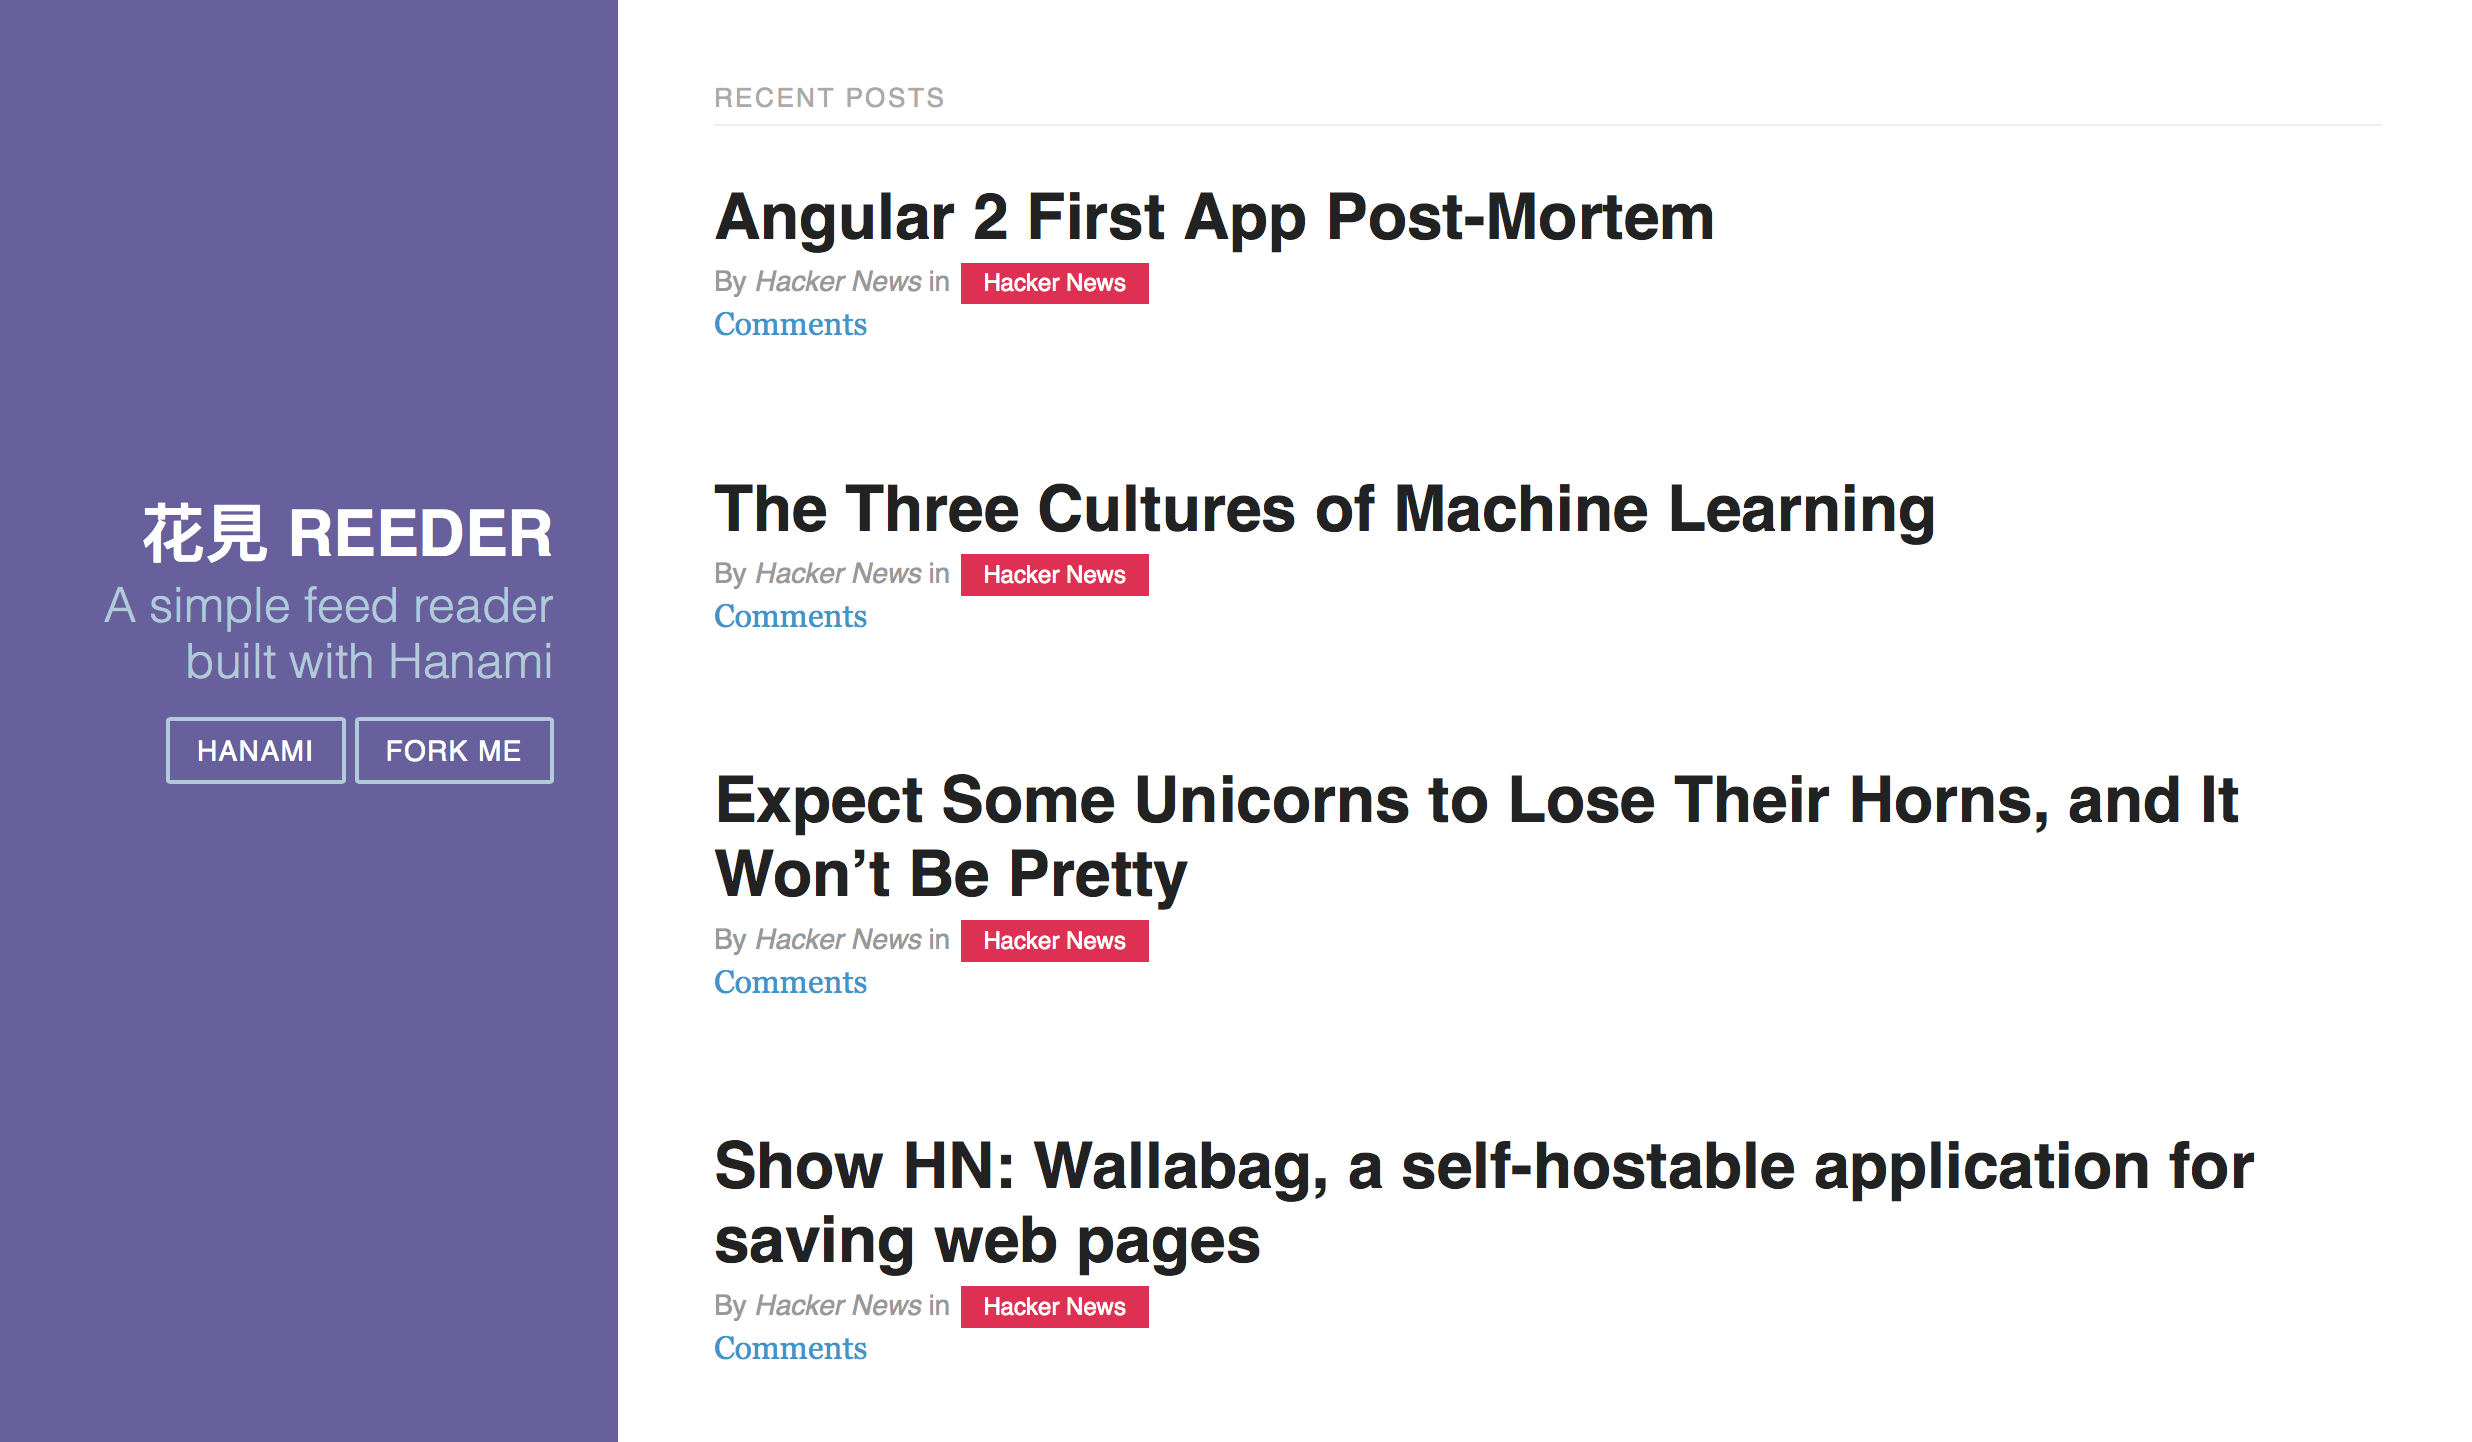 花見 REEDER
A simple feed reader
built with Hanami
HANAMI FORK ME
RECENT POSTS
Angular 2 First App Post-Mortem
By Hacker News in Hacker News
Comments
The Three Cultures of Machine Learning
By Hacker News in Hacker News
Comments
Expect Some Unicorns to Lose Their Horns, and It
Won’t Be Pretty
By Hacker News in Hacker News
Comments
Show HN: Wallabag, a self-hostable application for
saving web pages
By Hacker News in Hacker News
Comments